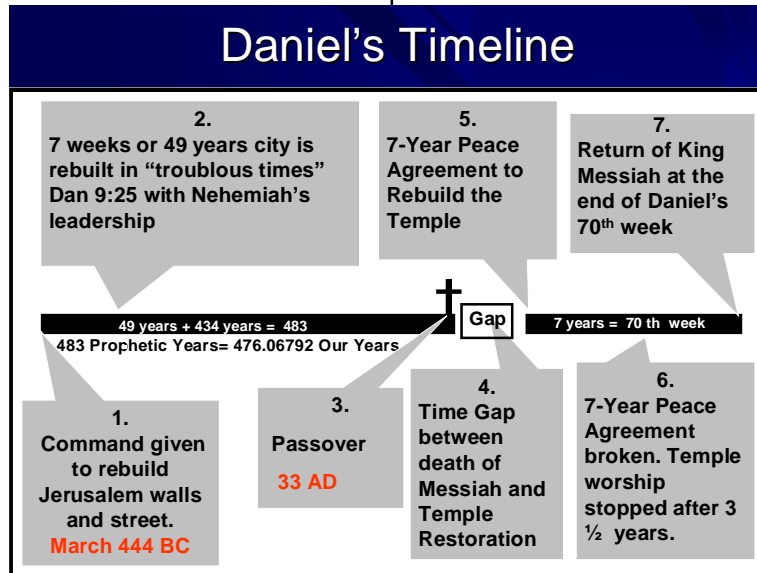 Daniel's Timeline
2.
7 weeks or 49 years city is
rebuilt in “troublous times”
Dan 9:25 with Nehemiah’s
leadership
5.
7-Year Peace
Agreement to
Rebuild the
Temple
7.
Return of King
Messiah at the
end of Daniel’s
70th week
49 years + 434 years = 483
Gap
7 years = 70 th week
483 Prophetic Years= 476.06792 Our Years
1.
Command given
to rebuild
Jerusalem walls
and street.
March 444 BC
3.
Passover
33 AD
4.
Time Gap
between
death of
Messiah and
Temple
Restoration
6.
7-Year Peace
Agreement
broken. Temple
worship
stopped after 3
½ years.